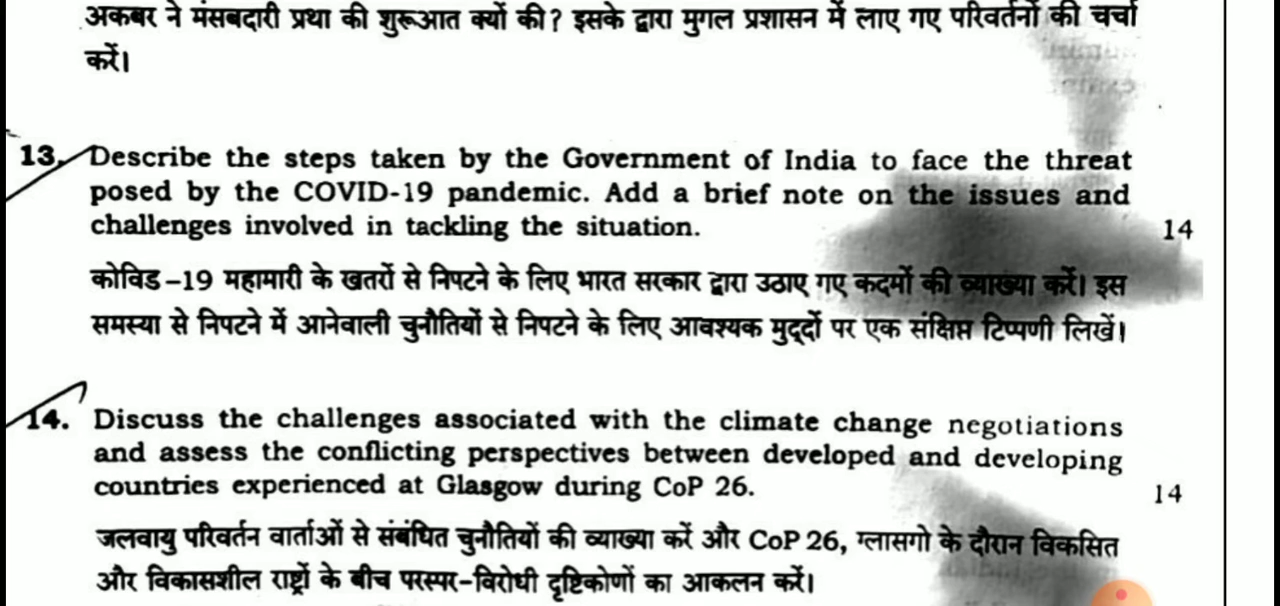 अकबर ने मंसबदारी प्रथा की शुरूआत क्यों की? इसके द्वारा मुगल प्रशासन में लाए गए परिवर्तनों की चर्चा
करें।
13. Describe the steps taken by the Government of India to face the threat
posed by the COVID-19 pandemic. Add a brief note on the issues and
challenges involved in tackling the situation. 14
कोविड -19 महामारी के खतरों से निपटने के लिए भारत सरकार द्वारा उठाए गए कदमों की व्याख्या करें। इस
समस्या से निपटने में आनेवाली चुनौतियों से निपटने के लिए आवश्यक मुद्दों पर एक संक्षिप्त टिप्पणी लिखें।
14. Discuss the challenges associated with the climate change negotiations
and assess the conflicting perspectives between developed and developing
countries experienced at Glasgow during CoP 26. 14
जलवायु परिवर्तन वार्ताओं से संबंधित चुनौतियों की व्याख्या करें और CoP 26, ग्लासगो के दौरान विकसित
और विकासशील राष्ट्रों के बीच परस्पर-विरोधी दृष्टिकोणों का आकलन करें।